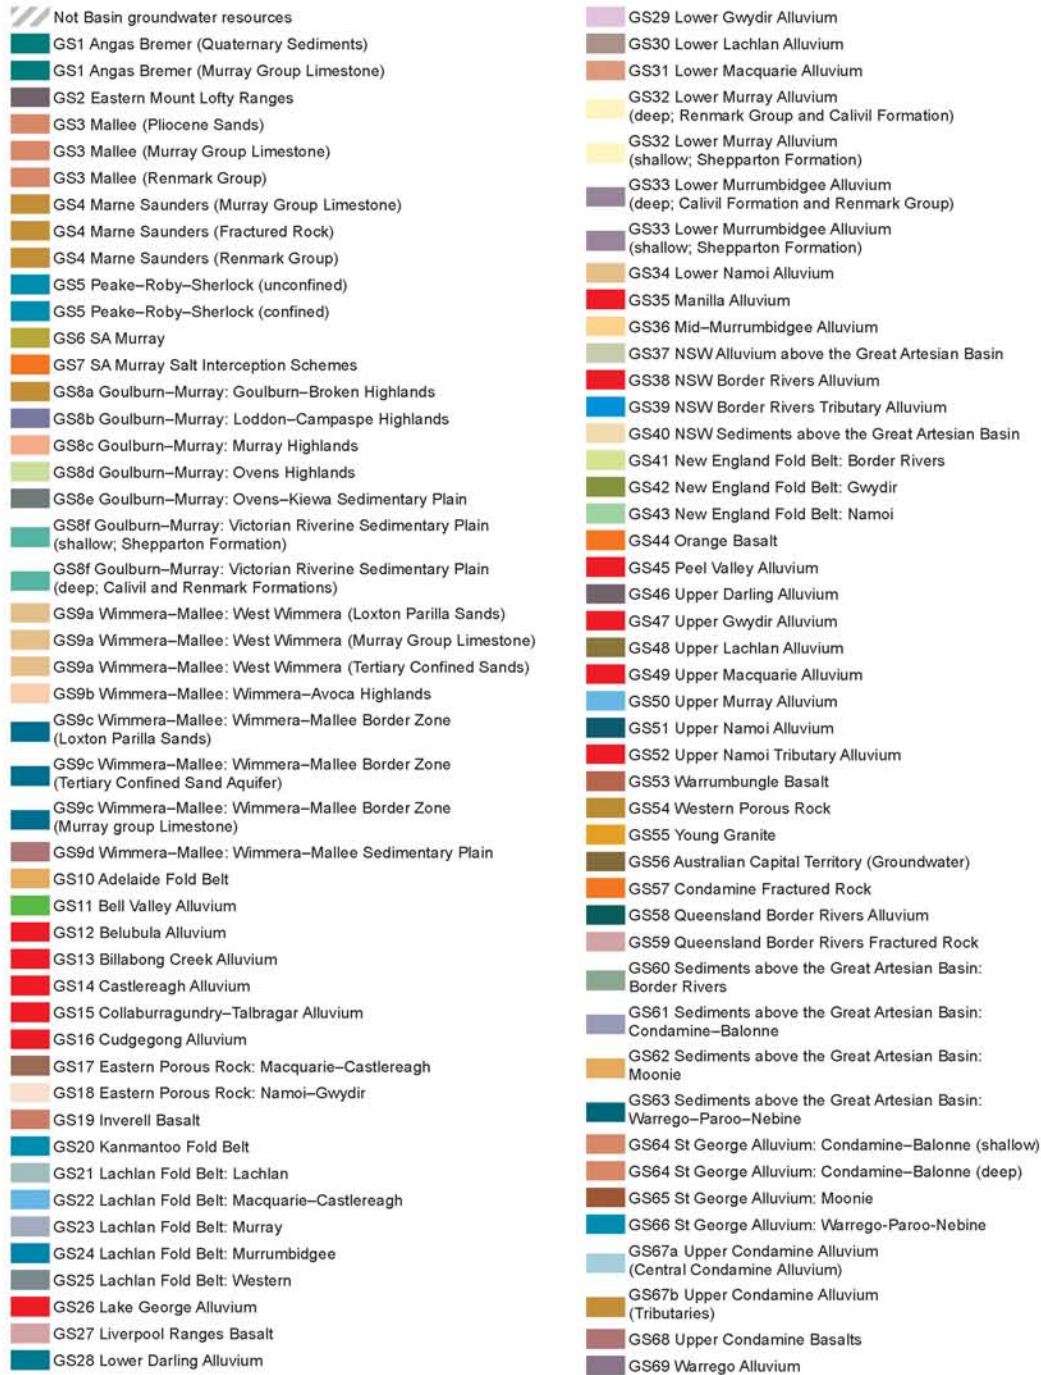 Not Basin groundwater resources
GS1 Angas Bremer (Quaternary Sediments)
GS1 Angas Bremer (Murray Group Limestone)
GS2 Eastern Mount Lofty Ranges
GS3 Mallee (Pliocene Sands)
GS3 Mallee (Murray Group Limestone)
GS3 Mallee (Renmark Group)
GS4 Marne Saunders (Murray Group Limestone)
GS4 Marne Saunders (Fractured Rock)
GS4 Marne Saunders (Renmark Group)
GS5 Peake–Roby–Sherlock (unconfined)
GS5 Peake–Roby–Sherlock (confined)
GS6 SA Murray
GS7 SA Murray Salt Interception Schemes
GS8a Goulburn–Murray: Goulburn–Broken Highlands
GS8b Goulburn–Murray: Loddon–Campaspe Highlands
GS8c Goulburn–Murray: Murray Highlands
GS8d Goulburn–Murray: Ovens Highlands
GS8e Goulburn–Murray: Ovens–Kiewa Sedimentary Plain
GS8f Goulburn–Murray: Victorian Riverine Sedimentary Plain
(shallow; Shepparton Formation)
GS8f Goulburn–Murray: Victorian Riverine Sedimentary Plain
(deep; Calivil and Renmark Formations)
GS9a Wimmera–Mallee: West Wimmera (Loxton Parilla Sands)
GS9a Wimmera–Mallee: West Wimmera (Murray Group Limestone)
GS9a Wimmera–Mallee: West Wimmera (Tertiary Confined Sands)
GS9b Wimmera–Mallee: Wimmera–Avoca Highlands
GS9c Wimmera–Mallee: Wimmera–Mallee Border Zone
(Loxton Parilla Sands)
GS9c Wimmera–Mallee: Wimmera–Mallee Border Zone
(Tertiary Confined Sand Aquifer)
GS9c Wimmera–Mallee: Wimmera–Mallee Border Zone
(Murray group Limestone)
GS9d Wimmera–Mallee: Wimmera–Mallee Sedimentary Plain
GS10 Adelaide Fold Belt
GS11 Bell Valley Alluvium
GS12 Belubula Alluvium
GS13 Billabong Creek Alluvium
GS14 Castlereagh Alluvium
GS15 Collaburragundry–Talbragar Alluvium
GS16 Cudgegong Alluvium
GS17 Eastern Porous Rock: Macquarie–Castlereagh
GS18 Eastern Porous Rock: Namoi–Gwydir
GS19 Inverell Basalt
GS20 Kanmantoo Fold Belt
GS21 Lachlan Fold Belt: Lachlan
GS22 Lachlan Fold Belt: Macquarie–Castlereagh
GS23 Lachlan Fold Belt: Murray
GS24 Lachlan Fold Belt: Murrumbidgee
GS25 Lachlan Fold Belt: Western
GS26 Lake George Alluvium
GS27 Liverpool Ranges Basalt
GS28 Lower Darling Alluvium
GS29 Lower Gwydir Alluvium
GS30 Lower Lachlan Alluvium
GS31 Lower Macquarie Alluvium
GS32 Lower Murray Alluvium
(deep; Renmark Group and Calivil Formation)
GS32 Lower Murray Alluvium
(shallow; Shepparton Formation)
GS33 Lower Murrumbidgee Alluvium
(deep; Calivil Formation and Renmark Group)
GS33 Lower Murrumbidgee Alluvium
(shallow; Shepparton Formation)
GS34 Lower Namoi Alluvium
GS35 Manilla Alluvium
GS36 Mid–Murrumbidgee Alluvium
GS37 NSW Alluvium above the Great Artesian Basin
GS38 NSW Border Rivers Alluvium
GS39 NSW Border Rivers Tributary Alluvium
GS40 NSW Sediments above the Great Artesian Basin
GS41 New England Fold Belt: Border Rivers
GS42 New England Fold Belt: Gwydir
GS43 New England Fold Belt: Namoi
GS44 Orange Basalt
GS45 Peel Valley Alluvium
GS46 Upper Darling Alluvium
GS47 Upper Gwydir Alluvium
GS48 Upper Lachlan Alluvium
GS49 Upper Macquarie Alluvium
GS50 Upper Murray Alluvium
GS51 Upper Namoi Alluvium
GS52 Upper Namoi Tributary Alluvium
GS53 Warrumbungle Basalt
GS54 Western Porous Rock
GS55 Young Granite
GS56 Australian Capital Territory (Groundwater)
GS57 Condamine Fractured Rock
GS58 Queensland Border Rivers Alluvium
GS59 Queensland Border Rivers Fractured Rock
GS60 Sediments above the Great Artesian Basin:
Border Rivers
GS61 Sediments above the Great Artesian Basin:
Condamine–Balonne
GS62 Sediments above the Great Artesian Basin:
Moonie
GS63 Sediments above the Great Artesian Basin:
Warrego–Paroo–Nebine
GS64 St George Alluvium: Condamine–Balonne (shallow)
GS64 St George Alluvium: Condamine–Balonne (deep)
GS65 St George Alluvium: Moonie
GS66 St George Alluvium: Warrego-Paroo-Nebine
GS67a Upper Condamine Alluvium
(Central Condamine Alluvium)
GS67b Upper Condamine Alluvium
(Tributaries)
GS68 Upper Condamine Basalts
GS69 Warrego Alluvium